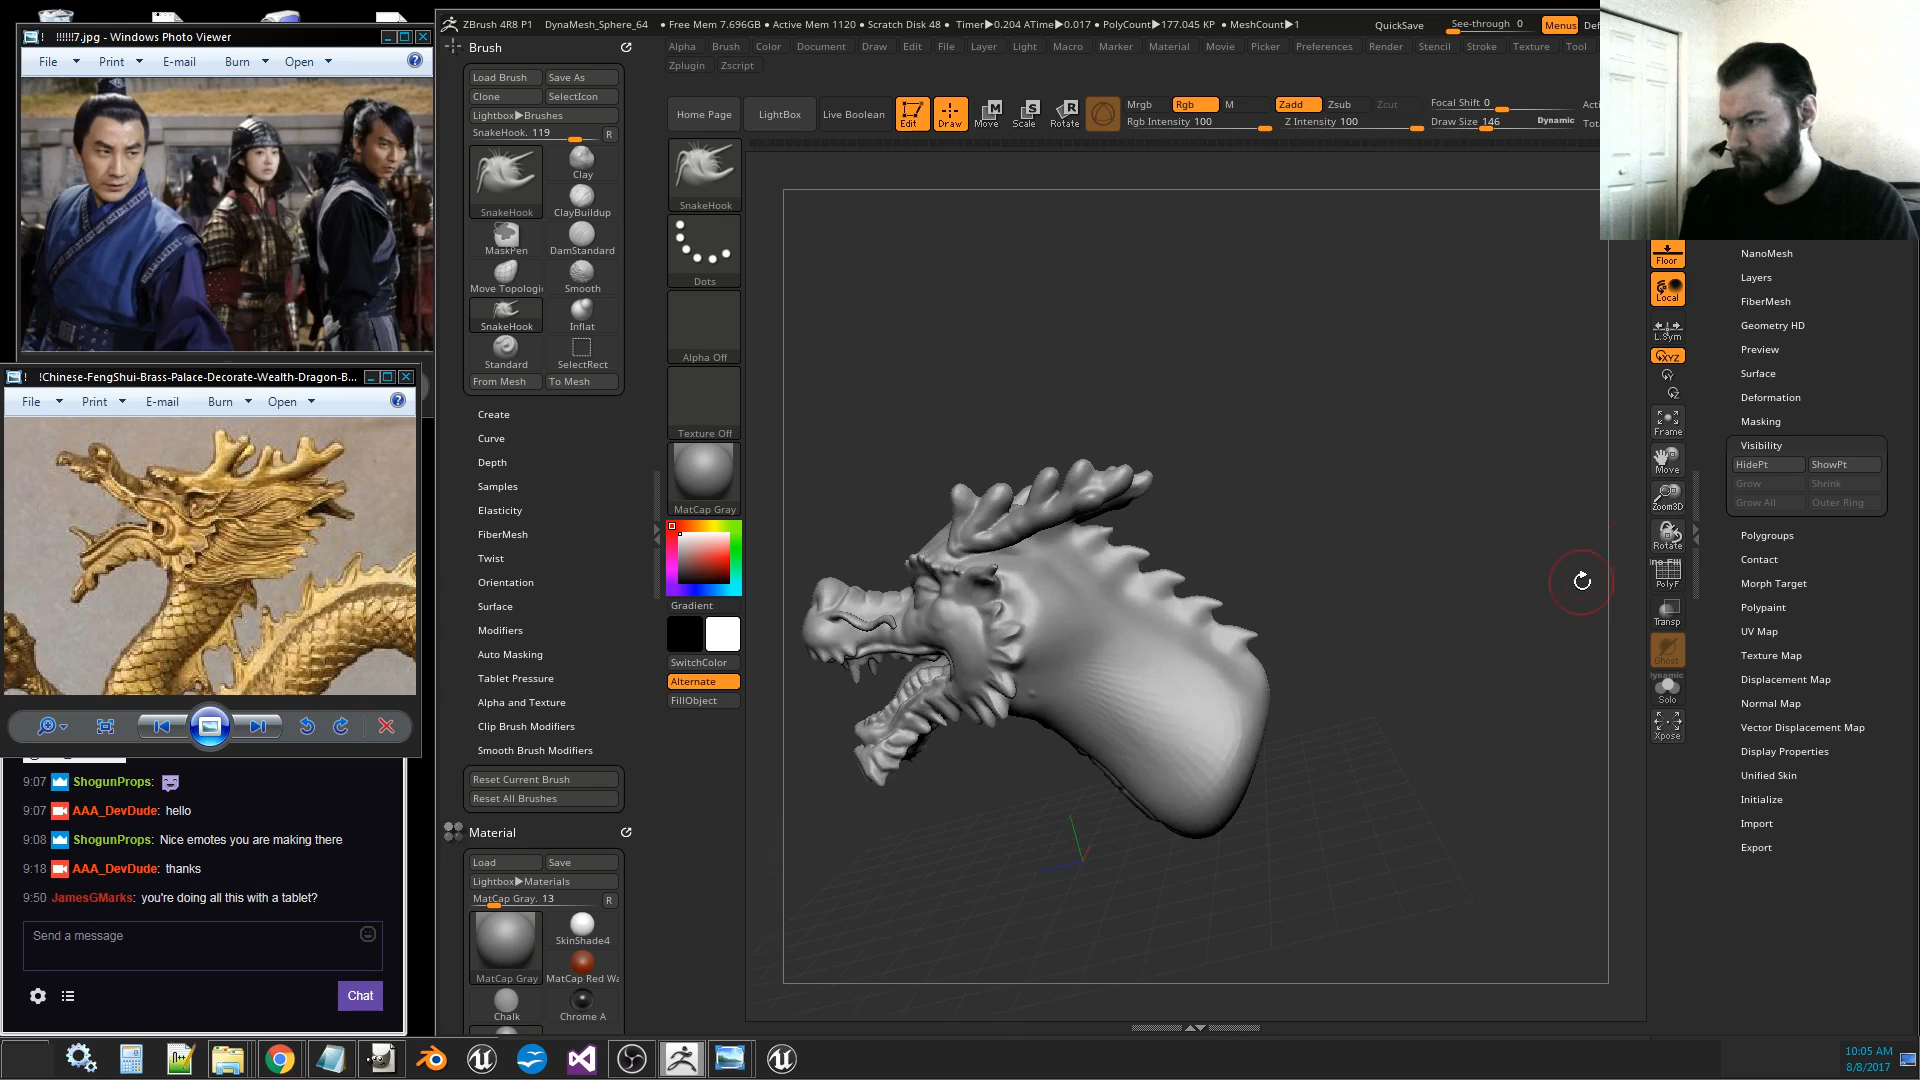 !!!!!!7.jpg - Windows Photo Viewer
File Print E-mail Burn Open
!Chinese-FengShui-Brass-Palace-Decorate-Wealth-Dragon-B...
File Print E-mail Burn Open
9:07 ShogunProps:
9:07 AAA_DevDude: hello
9:08 ShogunProps: Nice emotes you are making there
9:18 AAA_DevDude: thanks
9:50 JamesGMarks: you're doing all this with a tablet?
Send a message
Chat
ZBrush 4R8 P1 DynaMesh_Sphere_64 • Free Mem 7.696GB • Active Mem 1120 • Scratch Disk 48 • Timer▶0.204 ATime▶0.017 • PolyCount▶177.045 KP • MeshCount▶1
QuickSave See-through 0 Menus
Alpha Brush Color Document Draw Edit File Layer Light Macro Marker Material Movie Picker Preferences Render Stencil Stroke Texture Tool
Zplugin Zscript
Home Page LightBox Live Boolean Edit Draw Move Scale Rotate
Mrgb Rgb M Zadd Zsub Zcut Focal Shift 0
Rgb Intensity 100 Z Intensity 100 Draw Size 146 Dynamic
Brush
Load Brush Save As
Clone SelectIcon
Lightbox▶Brushes
SnakeHook. 119 R
SnakeHook Clay
ClayBuildup
MaskPen DamStandard
Move Topologi Smooth
SnakeHook Inflat
Standard SelectRect
From Mesh To Mesh
Create
Curve
Depth
Samples
Elasticity
FiberMesh
Twist
Orientation
Surface
Modifiers
Auto Masking
Tablet Pressure
Alpha and Texture
Clip Brush Modifiers
Smooth Brush Modifiers
Reset Current Brush
Reset All Brushes
Material
Load Save
Lightbox▶Materials
MatCap Gray. 13 R
MatCap Gray SkinShade4
MatCap Red Wa
Chalk Chrome A
SnakeHook
Dots
Alpha Off
Texture Off
MatCap Gray
Gradient
SwitchColor
Alternate
FillObject
Floor
Local
L.Sym
XYZ
Y
Z
Frame
Move
Zoom3D
Rotate
PolyF
Transp
Ghost
Dynamic
Solo
Xpose
NanoMesh
Layers
FiberMesh
Geometry HD
Preview
Surface
Deformation
Masking
Visibility
HidePt ShowPt
Grow Shrink
Grow All Outer Ring
Polygroups
Contact
Morph Target
Polypaint
UV Map
Texture Map
Displacement Map
Normal Map
Vector Displacement Map
Display Properties
Unified Skin
Initialize
Import
Export
10:05 AM
8/8/2017